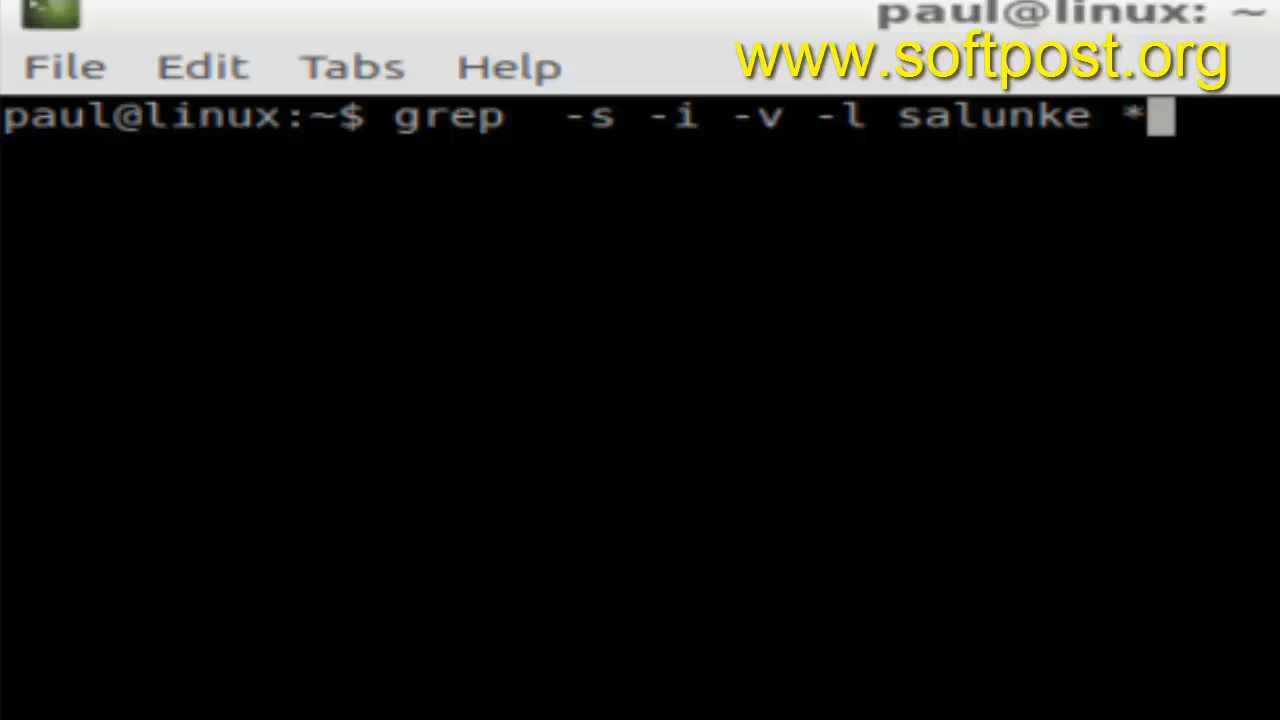 paul@linux: ~
File Edit Tabs Help
www.softpost.org
paul@linux:~$ grep  -s -i -v -l salunke *